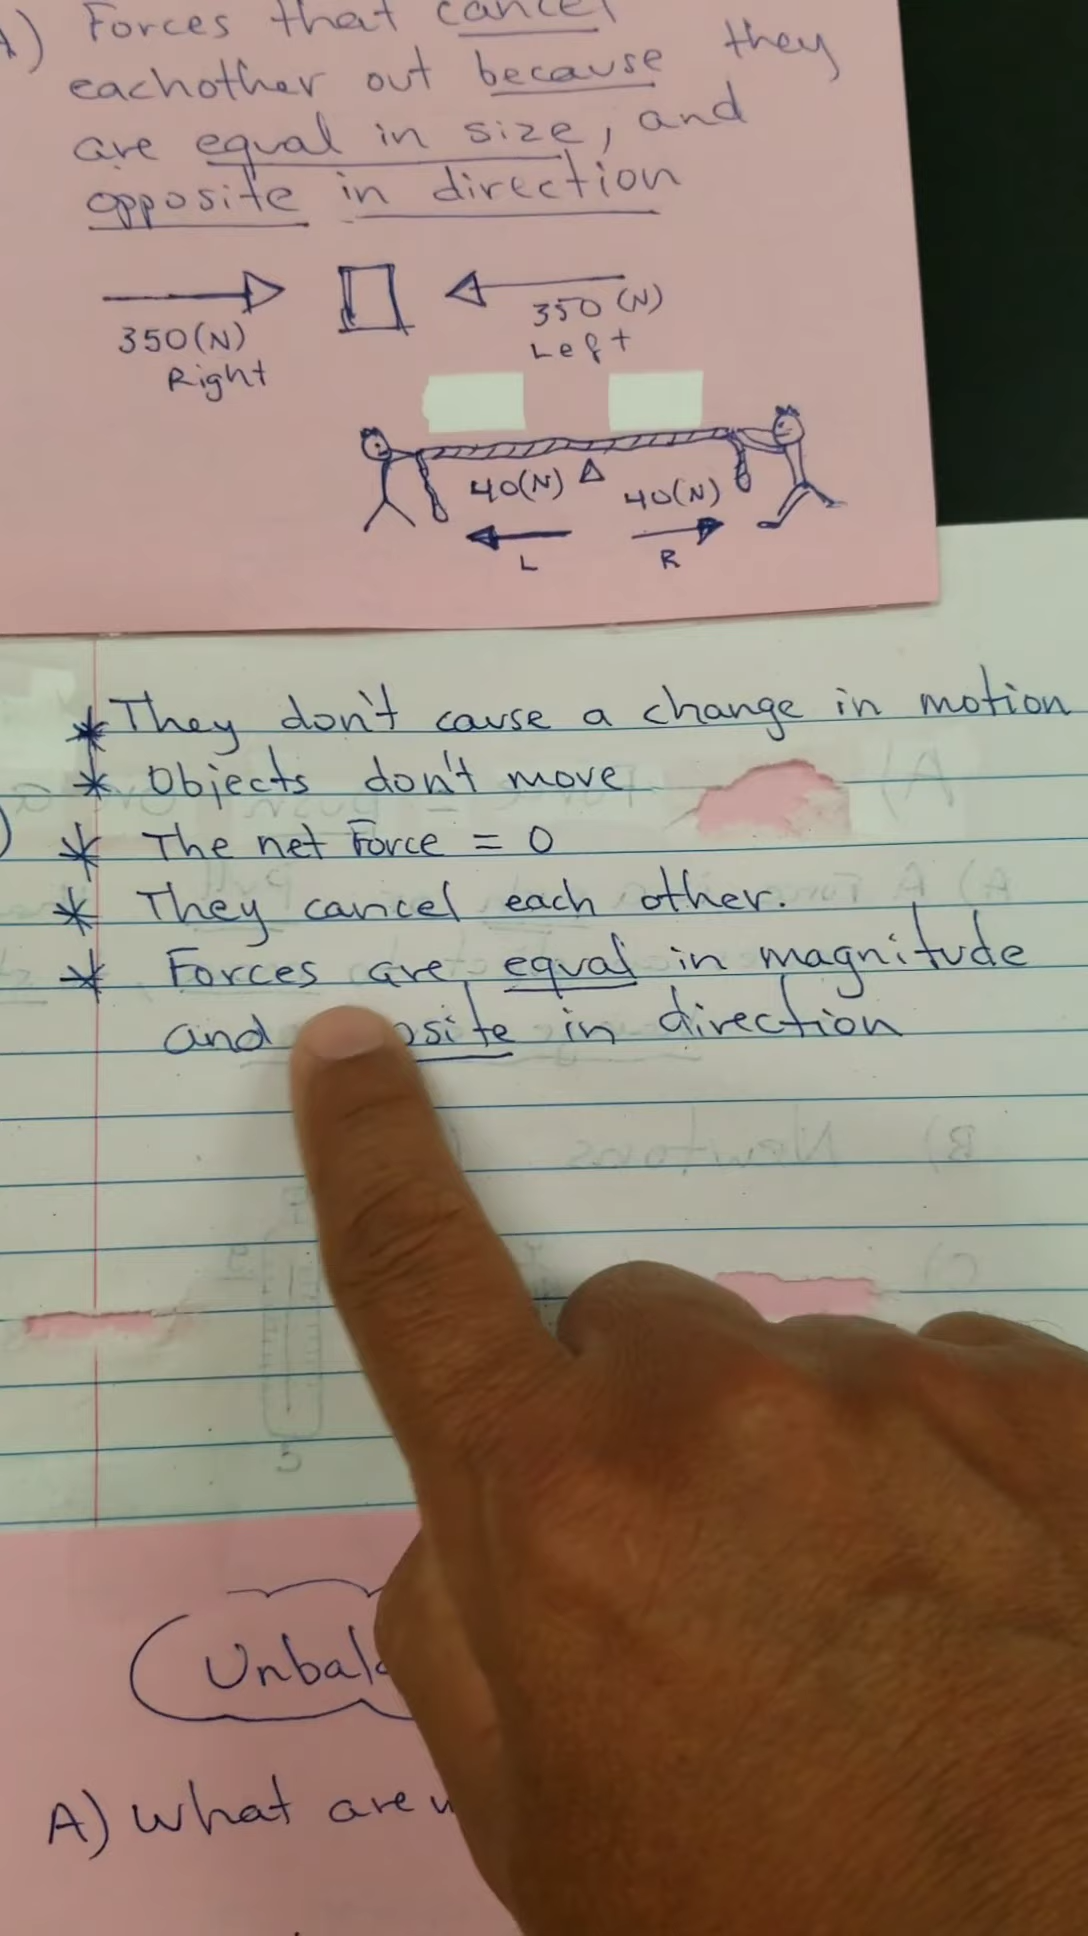 A) Forces that cancel
eachother out because they
are equal in size, and
opposite in direction
350(N) 350 (N)
Right Left
40(N) 40(N)
L R
* They don't cause a change in motion
* Objects don't move
* The net Force = 0
* They cancel each other.
* Forces are equal in magnitude
and osite in direction
Unbala
A) What are